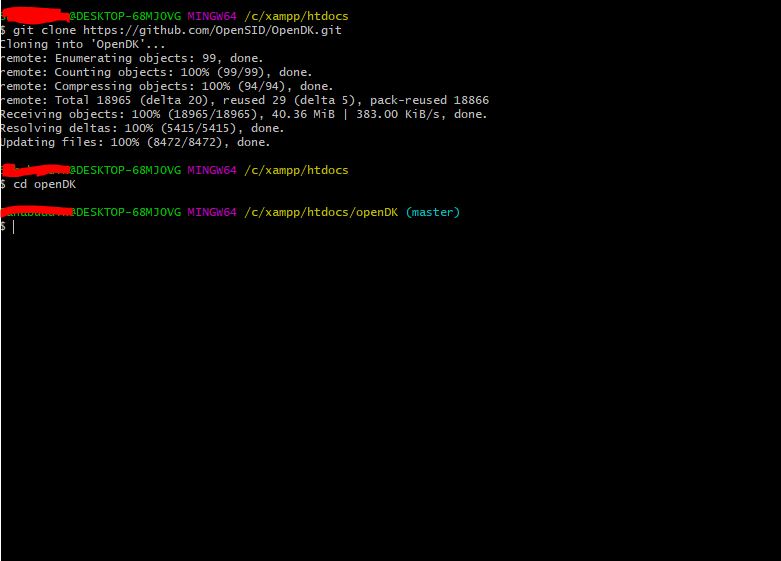 @DESKTOP-68MJOVG MINGW64 /c/xampp/htdocs
$ git clone https://github.com/OpenSID/OpenDK.git
Cloning into 'OpenDK'...
remote: Enumerating objects: 99, done.
remote: Counting objects: 100% (99/99), done.
remote: Compressing objects: 100% (94/94), done.
remote: Total 18965 (delta 20), reused 29 (delta 5), pack-reused 18866
Receiving objects: 100% (18965/18965), 40.36 MiB | 383.00 KiB/s, done.
Resolving deltas: 100% (5415/5415), done.
Updating files: 100% (8472/8472), done.
@DESKTOP-68MJOVG MINGW64 /c/xampp/htdocs
$ cd openDK
@DESKTOP-68MJOVG MINGW64 /c/xampp/htdocs/openDK (master)
$